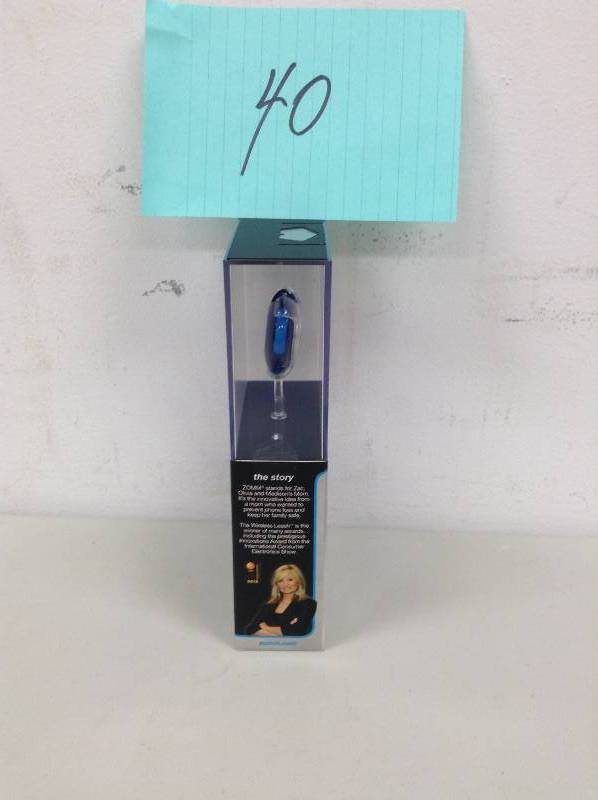 40
the story
ZOMM® stands for Zac,
Olivia and Madison's Mom.
It's the innovative idea from
a mom who wanted to
prevent phone loss and
keep her family safe.
The Wireless Leash™ is the
winner of many awards,
including the prestigious
Innovations Award from the
International Consumer
Electronics Show.